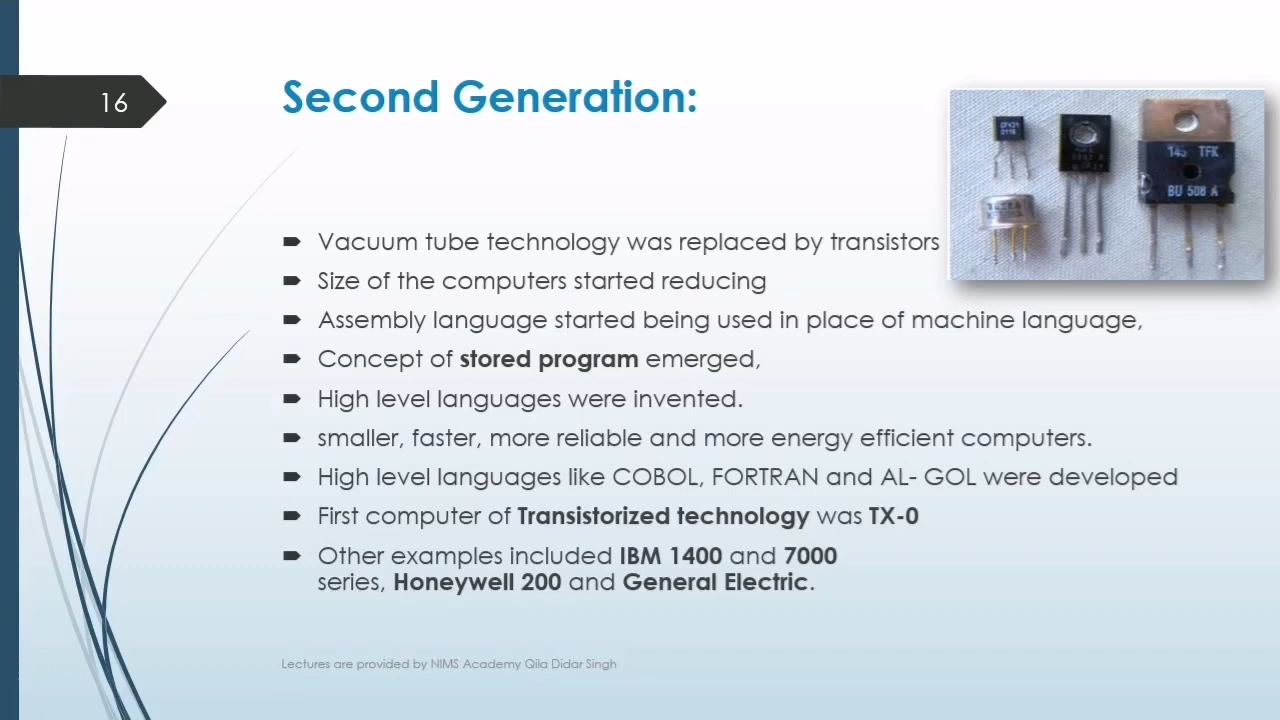 16
Second Generation:
Vacuum tube technology was replaced by transistors
Size of the computers started reducing
Assembly language started being used in place of machine language,
Concept of stored program emerged,
High level languages were invented.
smaller, faster, more reliable and more energy efficient computers.
High level languages like COBOL, FORTRAN and AL- GOL were developed
First computer of Transistorized technology was TX-0
Other examples included IBM 1400 and 7000
series, Honeywell 200 and General Electric.
145 TFK
BU 508 A
Lectures are provided by NIMS Academy Qila Didar Singh